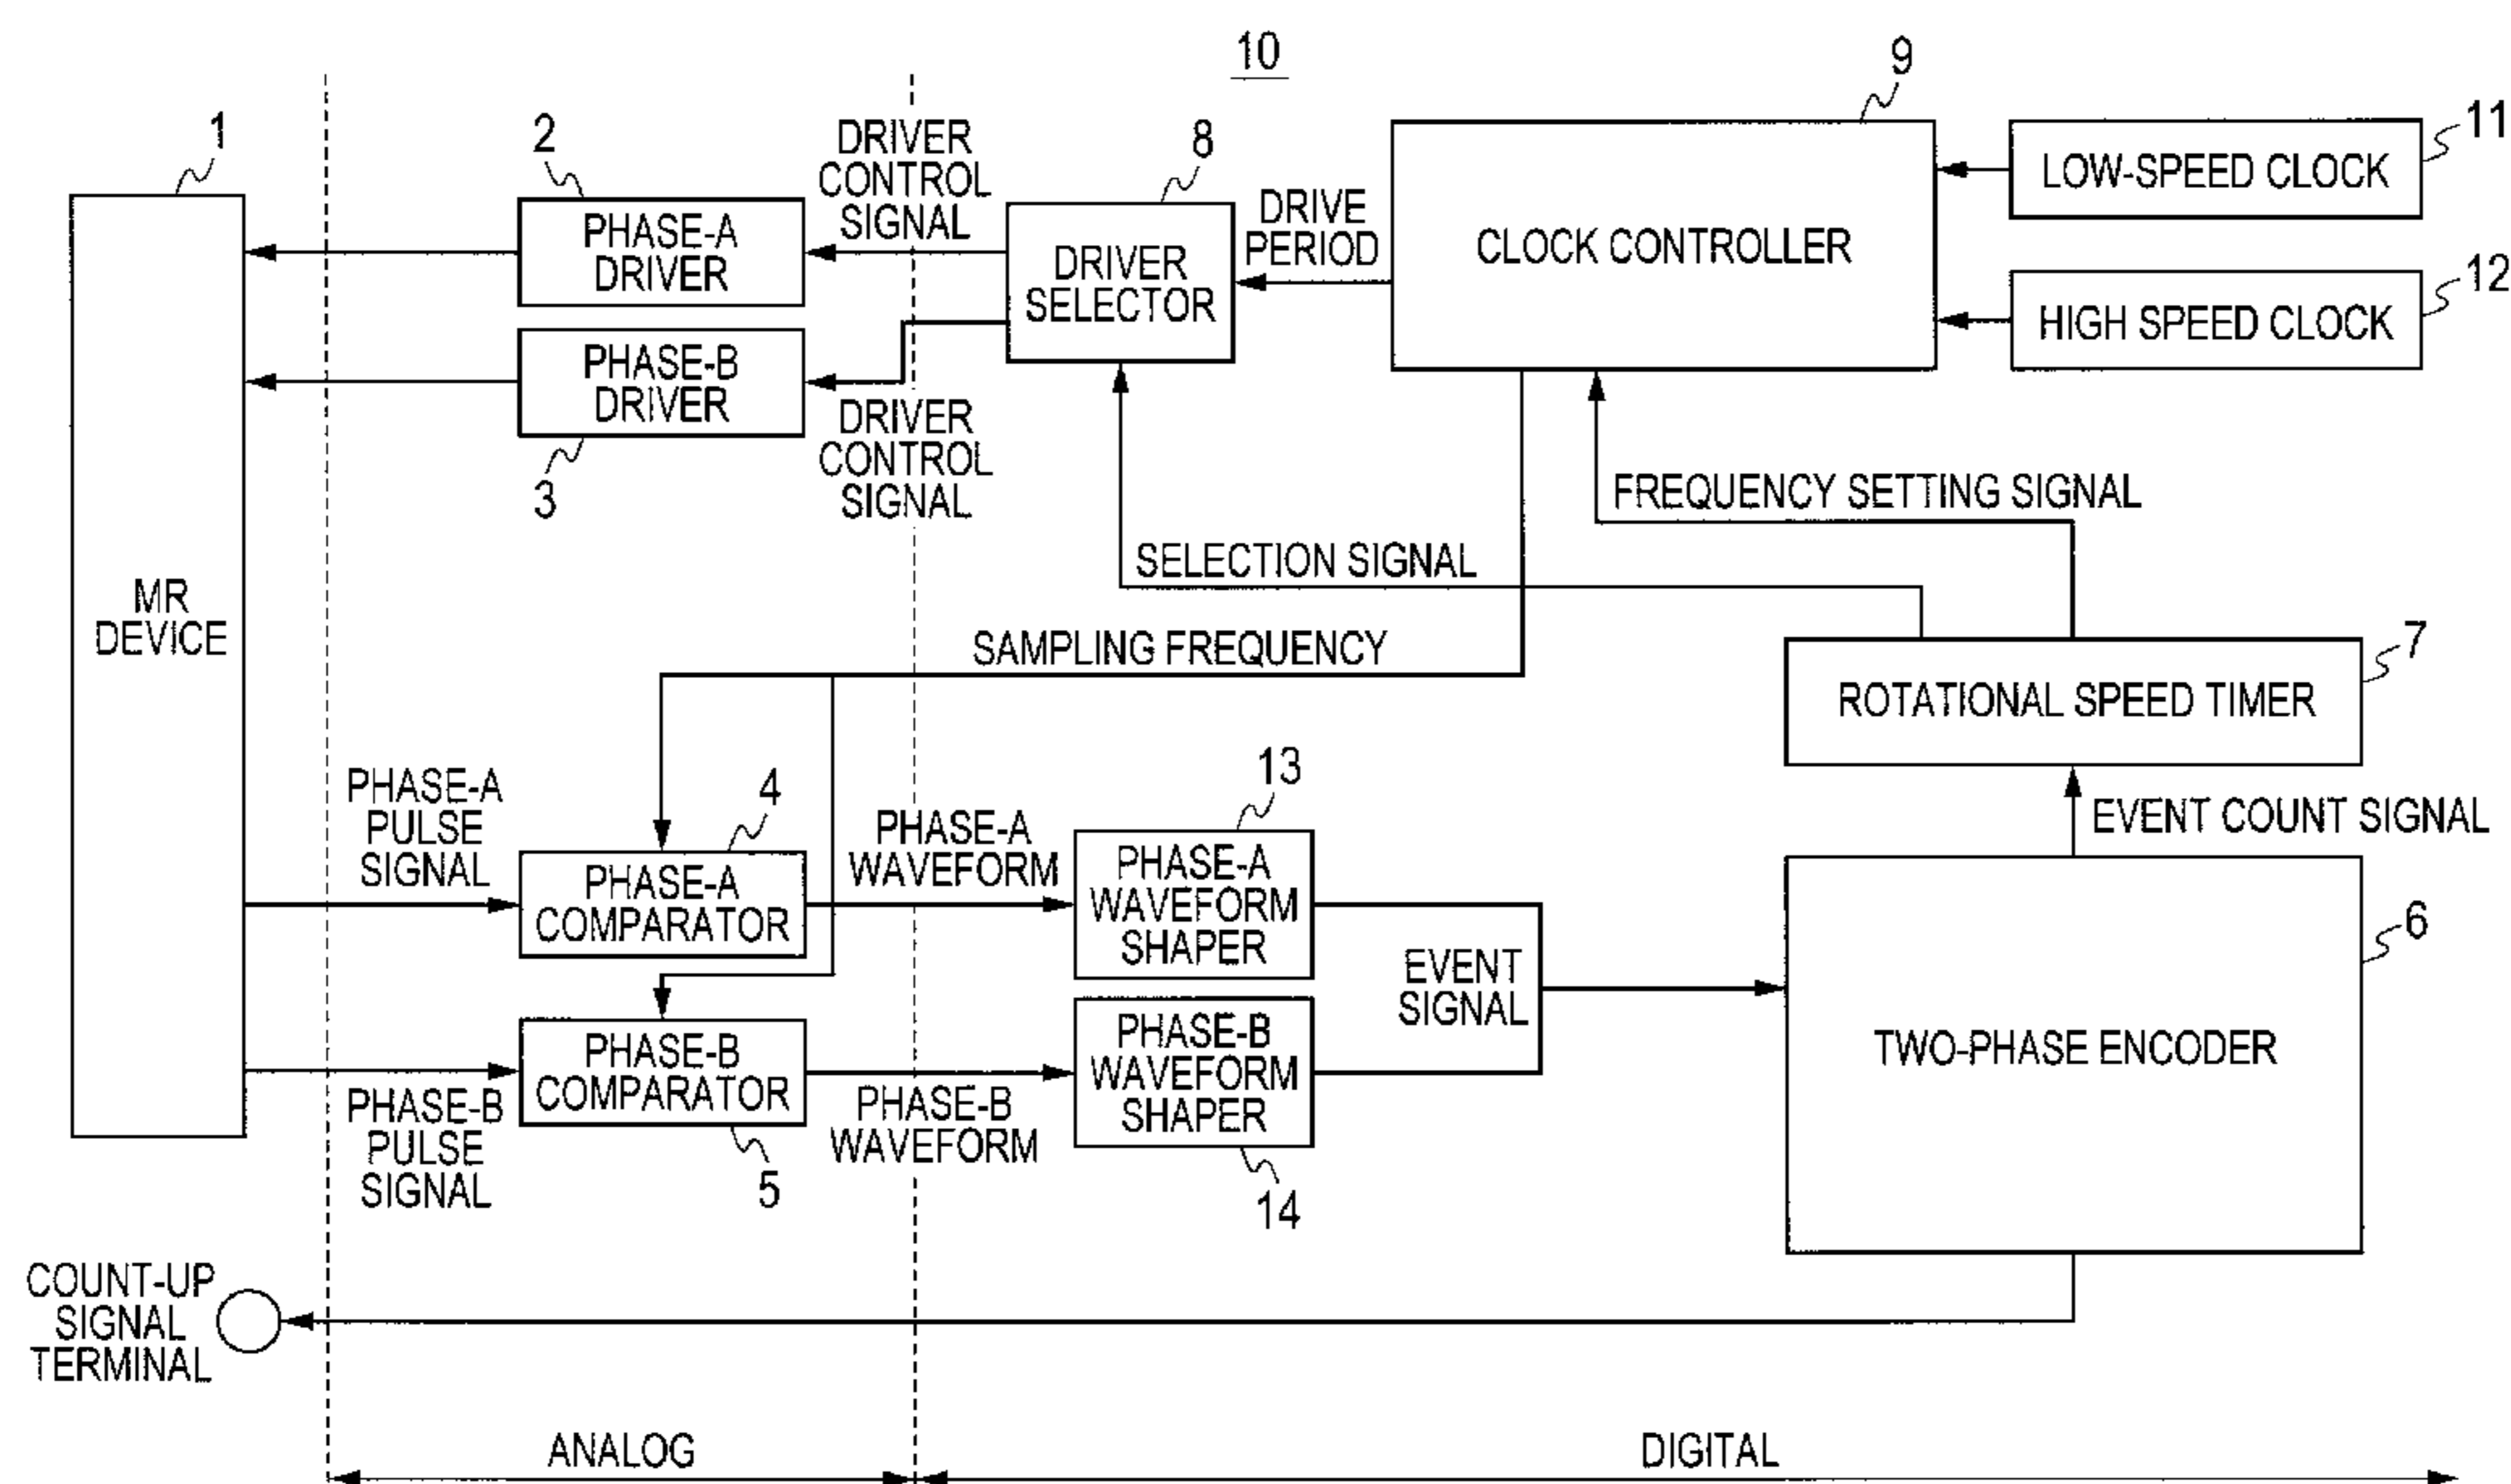 10
1
2
DRIVER
CONTROL
SIGNAL
8
9
11
LOW-SPEED CLOCK
PHASE-A
DRIVER
DRIVER
SELECTOR
DRIVE
PERIOD
CLOCK CONTROLLER
12
HIGH SPEED CLOCK
PHASE-B
DRIVER
3
DRIVER
CONTROL
SIGNAL
FREQUENCY SETTING SIGNAL
SELECTION SIGNAL
MR
DEVICE
SAMPLING FREQUENCY
7
ROTATIONAL SPEED TIMER
PHASE-A
PULSE
SIGNAL
4
PHASE-A
WAVEFORM
13
EVENT COUNT SIGNAL
PHASE-A
COMPARATOR
PHASE-A
WAVEFORM
SHAPER
6
EVENT
SIGNAL
PHASE-B
COMPARATOR
PHASE-B
WAVEFORM
SHAPER
TWO-PHASE ENCODER
PHASE-B
PULSE
SIGNAL
5
PHASE-B
WAVEFORM
14
COUNT-UP
SIGNAL
TERMINAL
ANALOG
DIGITAL